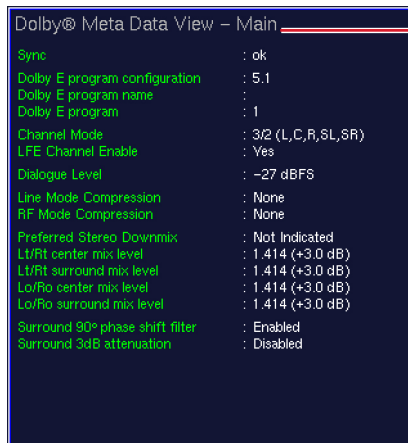 Dolby® Meta Data View – Main
Sync : ok
Dolby E program configuration : 5.1
Dolby E program name :
Dolby E program : 1
Channel Mode : 3/2 (L,C,R,SL,SR)
LFE Channel Enable : Yes
Dialogue Level : –27 dBFS
Line Mode Compression : None
RF Mode Compression : None
Preferred Stereo Downmix : Not Indicated
Lt/Rt center mix level : 1.414 (+3.0 dB)
Lt/Rt surround mix level : 1.414 (+3.0 dB)
Lo/Ro center mix level : 1.414 (+3.0 dB)
Lo/Ro surround mix level : 1.414 (+3.0 dB)
Surround 90º phase shift filter : Enabled
Surround 3dB attenuation : Disabled